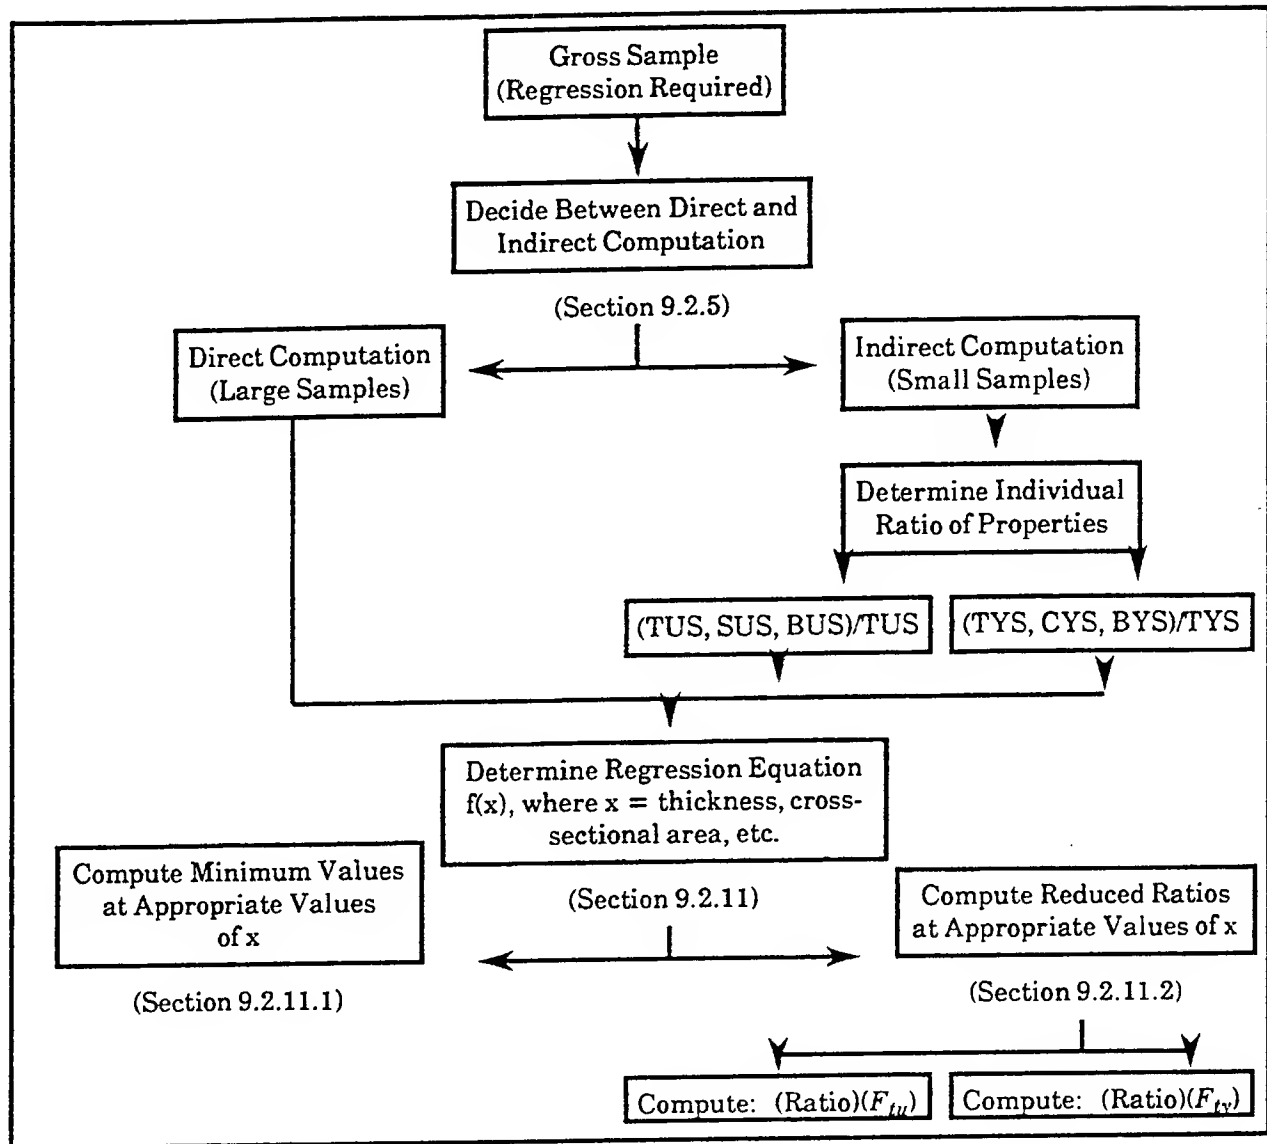 Gross Sample
(Regression Required)
Decide Between Direct and
Indirect Computation
(Section 9.2.5)
Direct Computation
(Large Samples)
Indirect Computation
(Small Samples)
Determine Individual
Ratio of Properties
(TUS, SUS, BUS)/TUS
(TYS, CYS, BYS)/TYS
Determine Regression Equation
f(x), where x = thickness, cross-
sectional area, etc.
(Section 9.2.11)
Compute Minimum Values
at Appropriate Values
of x
(Section 9.2.11.1)
Compute Reduced Ratios
at Appropriate Values of x
(Section 9.2.11.2)
Compute: (Ratio)(F_tu)
Compute: (Ratio)(F_ty)